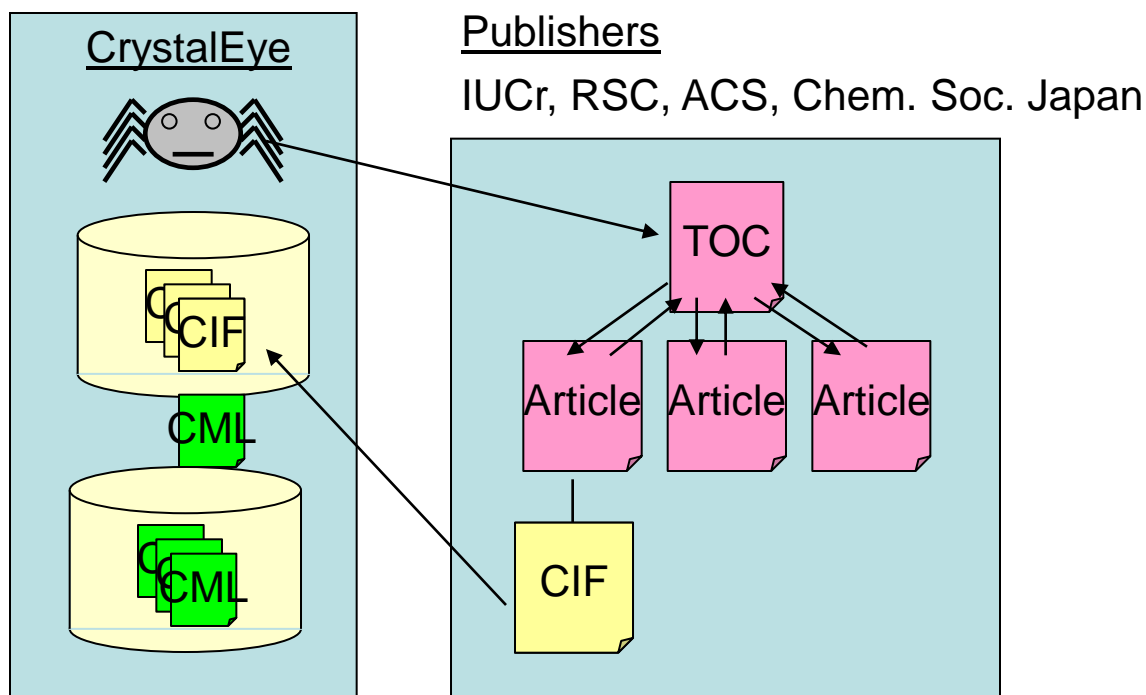 CrystalEye
CIF
CML
CML
Publishers
IUCr, RSC, ACS, Chem. Soc. Japan
TOC
Article Article Article
CIF